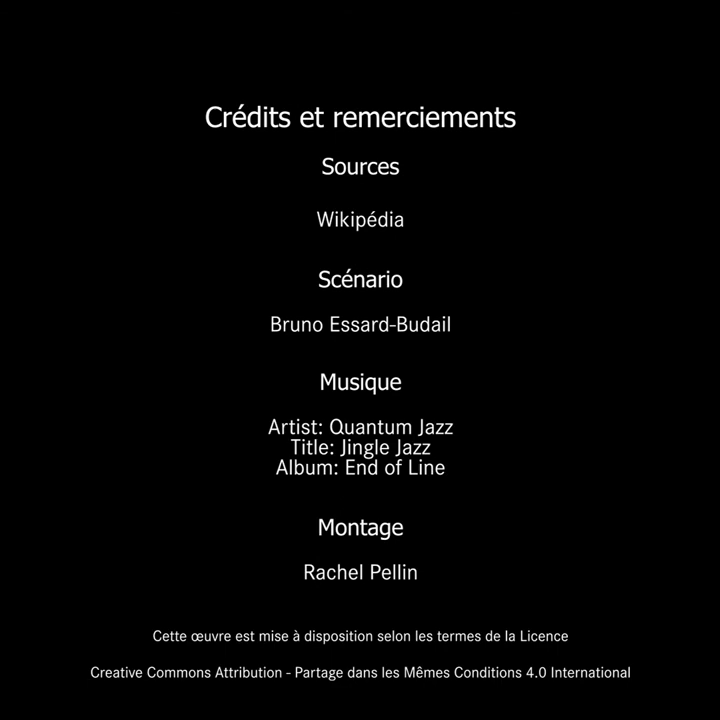 Crédits et remerciements
Sources
Wikipédia
Scénario
Bruno Essard-Budail
Musique
Artist: Quantum Jazz
Title: Jingle Jazz
Album: End of Line
Montage
Rachel Pellin
Cette œuvre est mise à disposition selon les termes de la Licence
Creative Commons Attribution - Partage dans les Mêmes Conditions 4.0 International